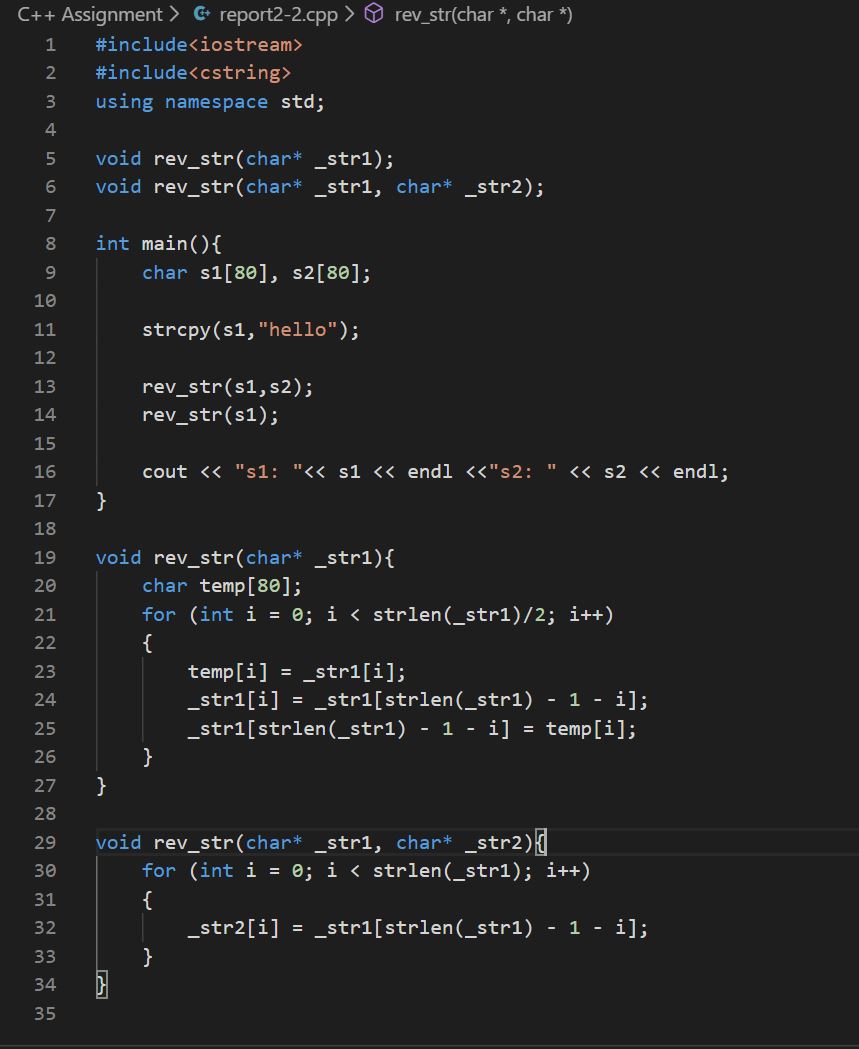 C++ Assignment > report2-2.cpp > rev_str(char *, char *)
1 #include<iostream>
2 #include<cstring>
3 using namespace std;
4
5 void rev_str(char* _str1);
6 void rev_str(char* _str1, char* _str2);
7
8 int main(){
9     char s1[80], s2[80];
10
11     strcpy(s1,"hello");
12
13     rev_str(s1,s2);
14     rev_str(s1);
15
16     cout << "s1: "<< s1 << endl <<"s2: " << s2 << endl;
17 }
18
19 void rev_str(char* _str1){
20     char temp[80];
21     for (int i = 0; i < strlen(_str1)/2; i++)
22     {
23         temp[i] = _str1[i];
24         _str1[i] = _str1[strlen(_str1) - 1 - i];
25         _str1[strlen(_str1) - 1 - i] = temp[i];
26     }
27 }
28
29 void rev_str(char* _str1, char* _str2){
30     for (int i = 0; i < strlen(_str1); i++)
31     {
32         _str2[i] = _str1[strlen(_str1) - 1 - i];
33     }
34 }
35